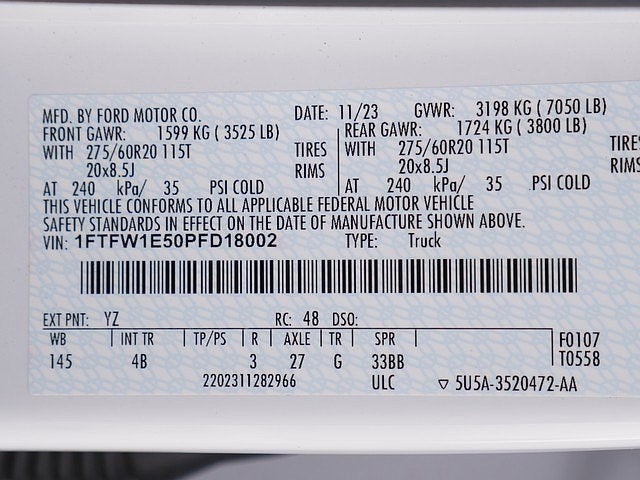 MFD. BY FORD MOTOR CO. DATE: 11/23 GVWR: 3198 KG ( 7050 LB)
FRONT GAWR: 1599 KG ( 3525 LB) REAR GAWR: 1724 KG ( 3800 LB)
WITH 275/60R20 115T TIRES WITH 275/60R20 115T TIRES
20x8.5J RIMS 20x8.5J RIMS
AT 240 kPa/ 35 PSI COLD AT 240 kPa/ 35 PSI COLD
THIS VEHICLE CONFORMS TO ALL APPLICABLE FEDERAL MOTOR VEHICLE
SAFETY STANDARDS IN EFFECT ON THE DATE OF MANUFACTURE SHOWN ABOVE.
VIN: 1FTFW1E50PFD18002 TYPE: Truck
EXT PNT: YZ RC: 48 DSO:
WB INT TR TP/PS R AXLE TR SPR F0107
145 4B 3 27 G 33BB T0558
2202311282966 ULC ▽ 5U5A-3520472-AA